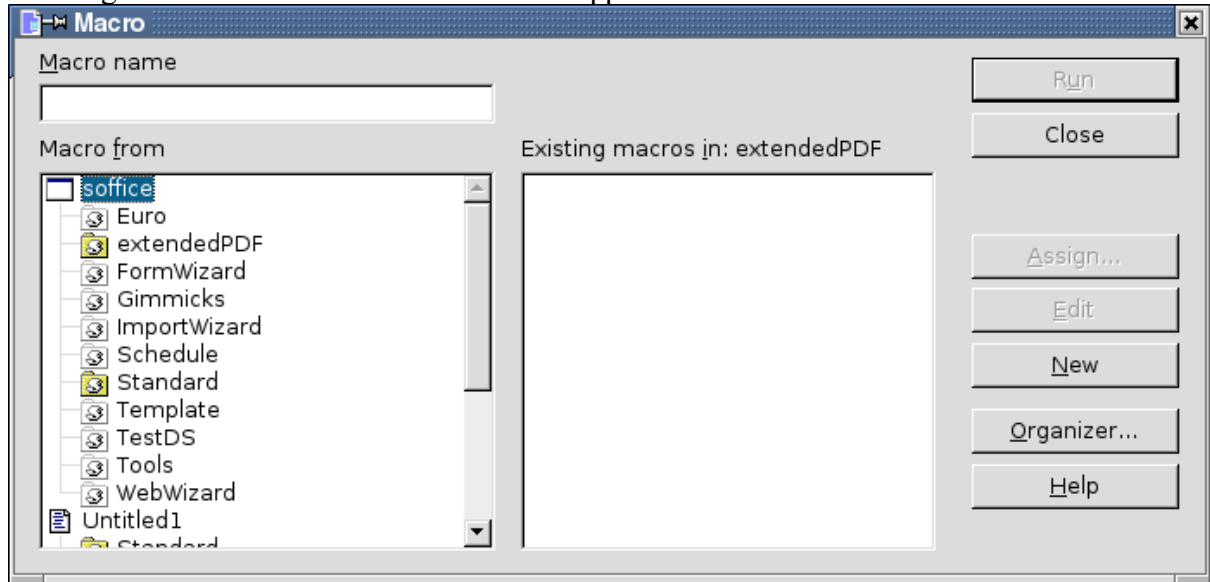 Macro
Macro name
Run
Close
Macro from
Existing macros in: extendedPDF
soffice
Euro
extendedPDF
FormWizard
Gimmicks
ImportWizard
Schedule
Standard
Template
TestDS
Tools
WebWizard
Untitled1
Standard
Assign...
Edit
New
Organizer...
Help